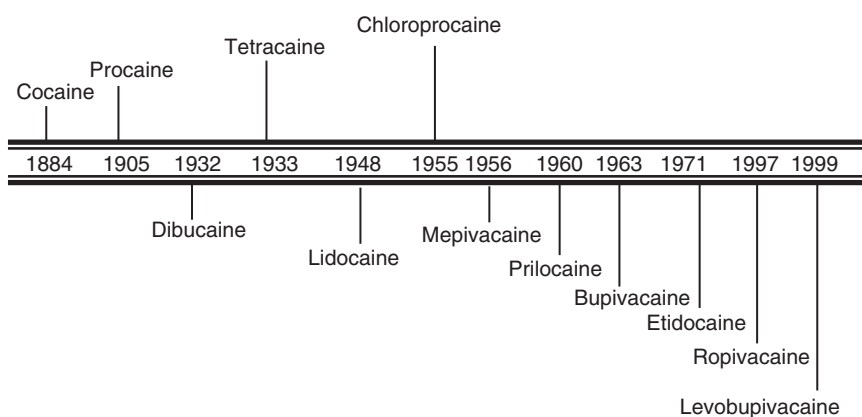 Chloroprocaine
Tetracaine
Procaine
Cocaine
1884 1905 1932 1933 1948 1955 1956 1960 1963 1971 1997 1999
Dibucaine
Mepivacaine
Lidocaine
Prilocaine
Bupivacaine
Etidocaine
Ropivacaine
Levobupivacaine